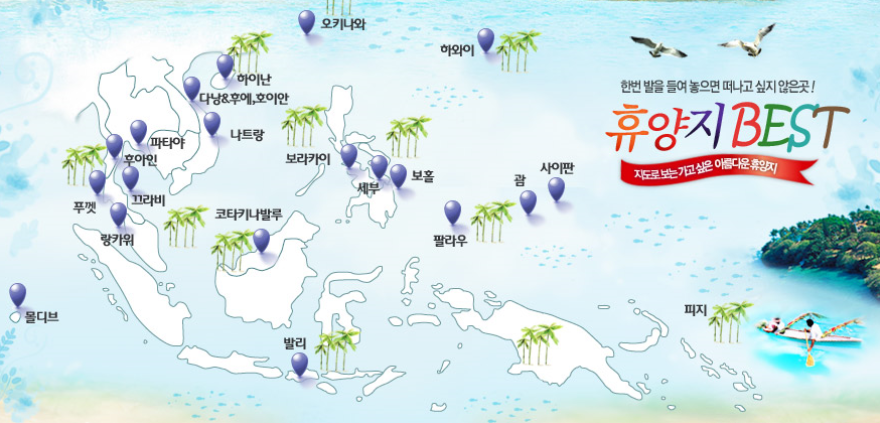 오키나와
하와이
한번 발을 들여 놓으면 떠나고 싶지 않은곳!
휴양지 BEST
지도로 보는 가고 싶은 아름다운 휴양지
하이난
다낭&후에,호이안
나트랑
파타야
후아인
보라카이
세부
보홀
사이판
괌
푸껫
끄라비
랑카위
코타키나발루
팔라우
몰디브
발리
피지